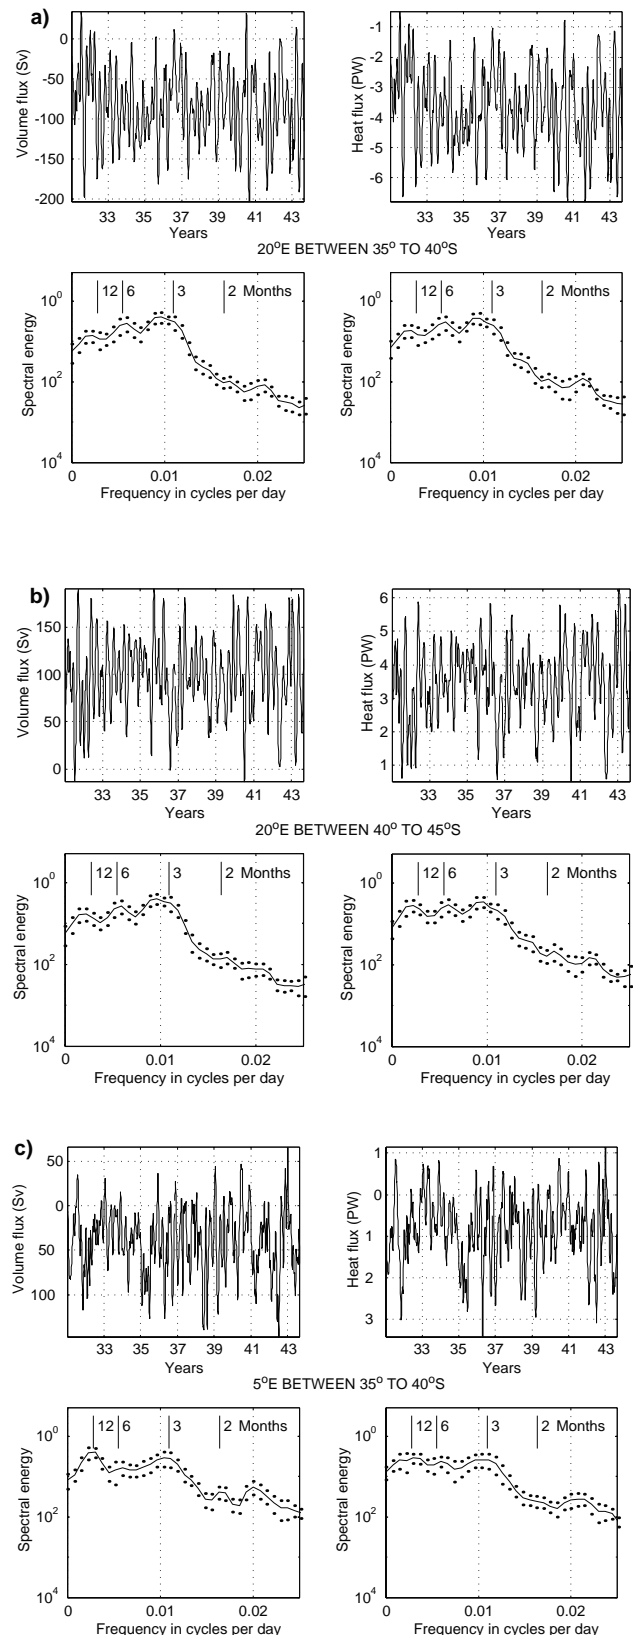 a)
Volume flux (Sv)
0
-50
-100
-150
-200
33 35 37 39 41 43
Years
Heat flux (PW)
-1
-2
-3
-4
-5
-6
33 35 37 39 41 43
Years
20°E BETWEEN 35° TO 40°S
Spectral energy
10^0
10^2
10^4
12 6 3 2 Months
0 0.01 0.02
Frequency in cycles per day
Spectral energy
10^0
10^2
10^4
12 6 3 2 Months
0 0.01 0.02
Frequency in cycles per day
b)
Volume flux (Sv)
150
100
50
0
33 35 37 39 41 43
Years
Heat flux (PW)
6
5
4
3
2
1
33 35 37 39 41 43
Years
20°E BETWEEN 40° TO 45°S
Spectral energy
10^0
10^2
10^4
12 6 3 2 Months
0 0.01 0.02
Frequency in cycles per day
Spectral energy
10^0
10^2
10^4
12 6 3 2 Months
0 0.01 0.02
Frequency in cycles per day
c)
Volume flux (Sv)
50
0
50
100
33 35 37 39 41 43
Years
Heat flux (PW)
1
0
1
2
3
33 35 37 39 41 43
Years
5°E BETWEEN 35° TO 40°S
Spectral energy
10^0
10^2
10^4
12 6 3 2 Months
0 0.01 0.02
Frequency in cycles per day
Spectral energy
10^0
10^2
10^4
12 6 3 2 Months
0 0.01 0.02
Frequency in cycles per day